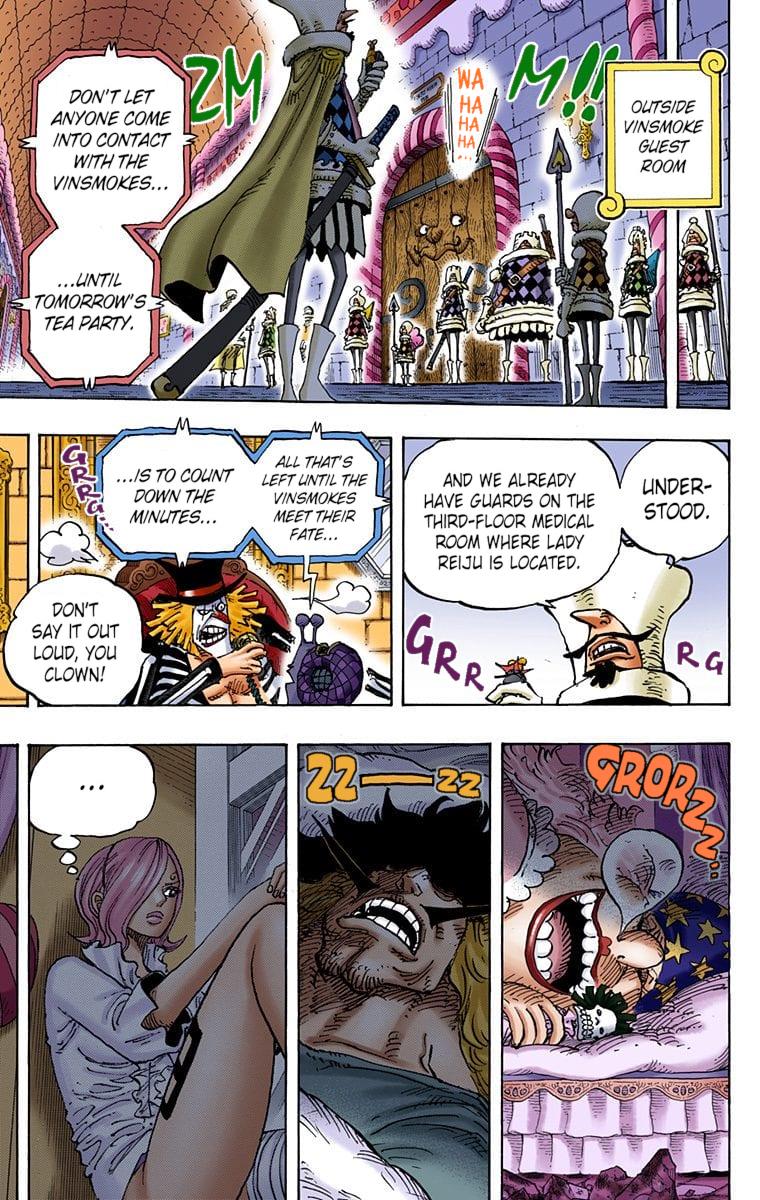 OUTSIDE
VINSMOKE
GUEST
ROOM
M!!
WA
HA
HA
HA
...
ZM
DON'T LET
ANYONE COME
INTO CONTACT
WITH THE
VINSMOKES...
...UNTIL
TOMORROW'S
TEA PARTY.
UNDER-
STOOD.
AND WE ALREADY
HAVE GUARDS ON THE
THIRD-FLOOR MEDICAL
ROOM WHERE LADY
REIJU IS LOCATED.
RG
GRR
ALL THAT'S
LEFT UNTIL THE
VINSMOKES
MEET THEIR
FATE...
...IS TO COUNT
DOWN THE
MINUTES...
GRRG...
DON'T
SAY IT OUT
LOUD, YOU
CLOWN!
GRORZZ...
ZZ—ZZ
...